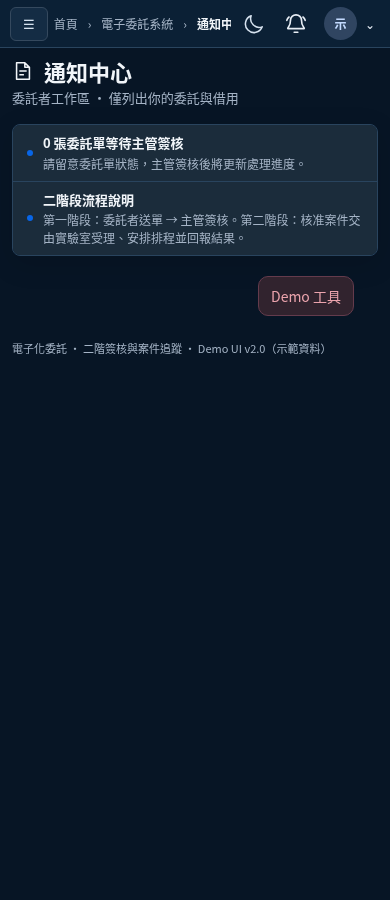 ☰ 首頁 › 電子委託系統 › 通知中 示 ⌄
通知中心
委託者工作區 · 僅列出你的委託與借用
0 張委託單等待主管簽核
請留意委託單狀態，主管簽核後將更新處理進度。
二階段流程說明
第一階段：委託者送單 → 主管簽核。第二階段：核准案件交
由實驗室受理、安排排程並回報結果。
Demo 工具
電子化委託 · 二階簽核與案件追蹤 · Demo UI v2.0（示範資料）